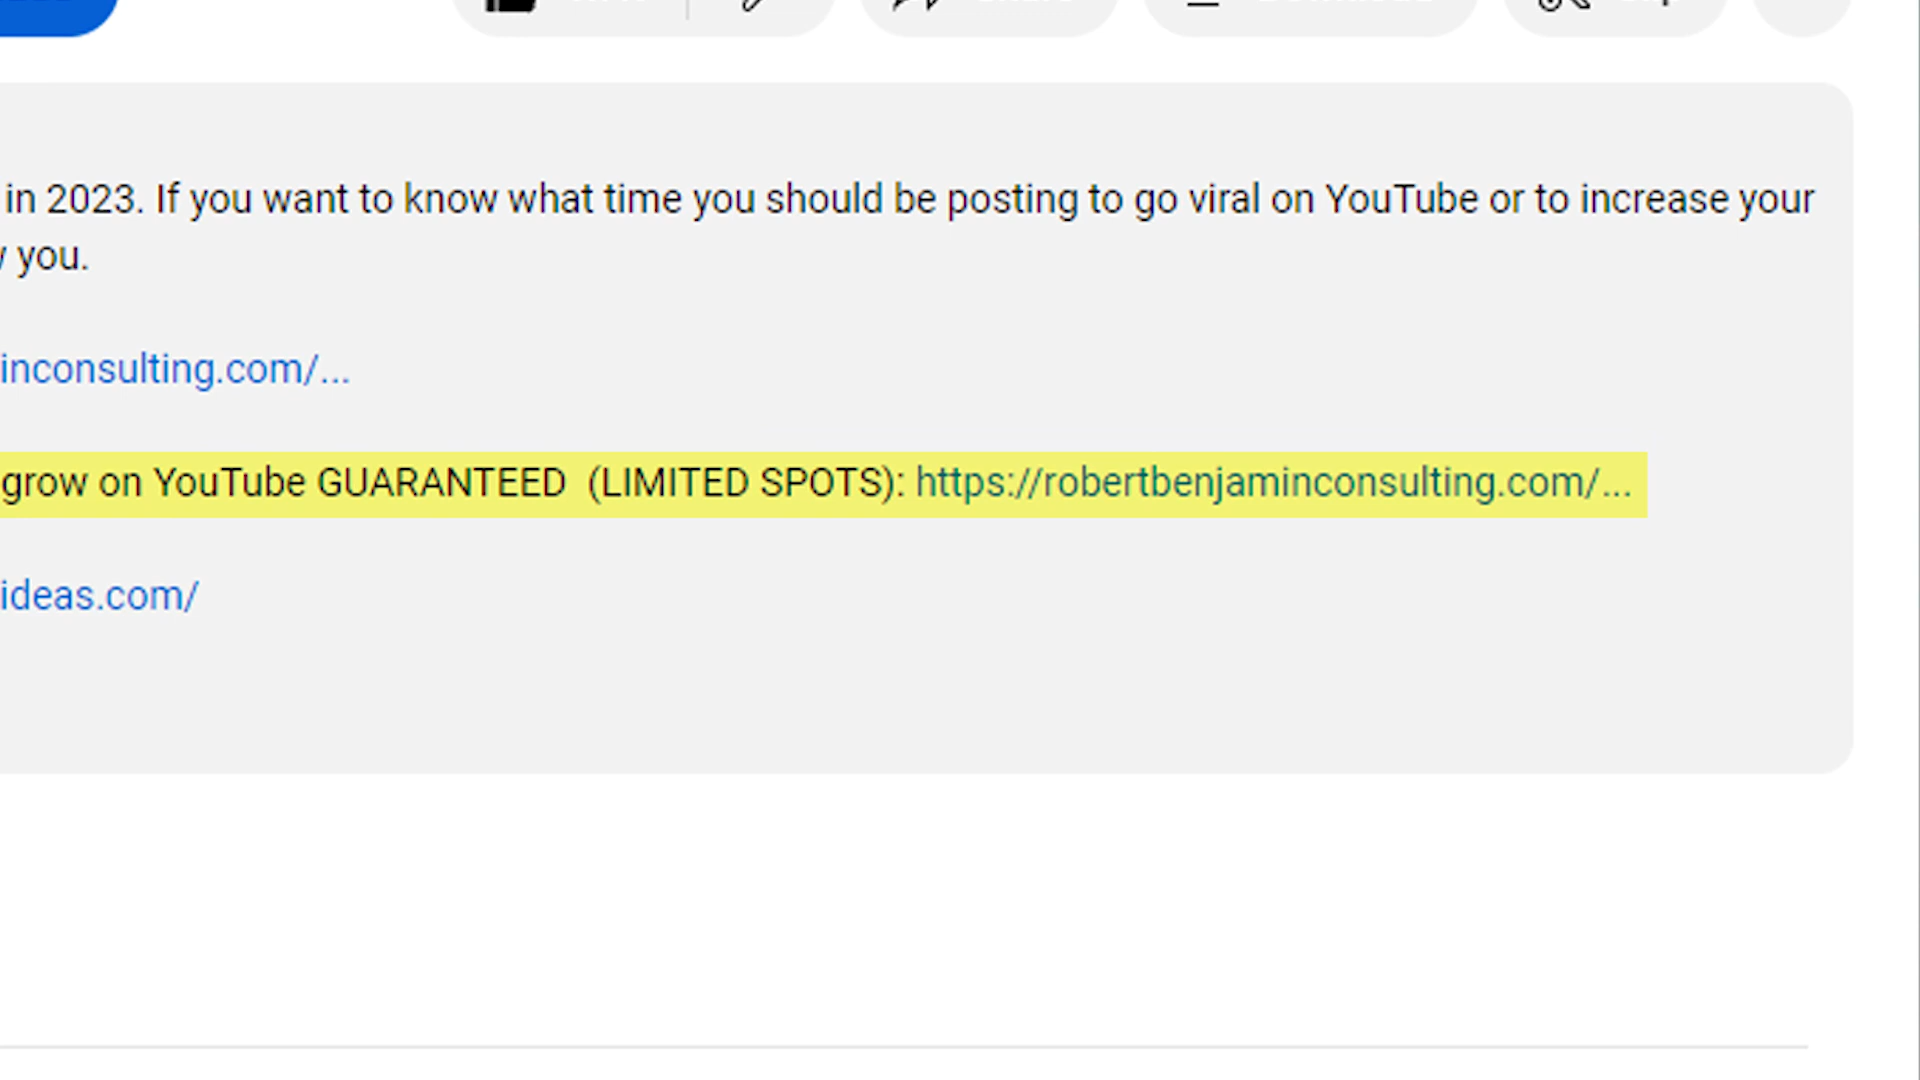 in 2023. If you want to know what time you should be posting to go viral on YouTube or to increase your
you.
inconsulting.com/...
grow on YouTube GUARANTEED (LIMITED SPOTS): https://robertbenjaminconsulting.com/...
ideas.com/